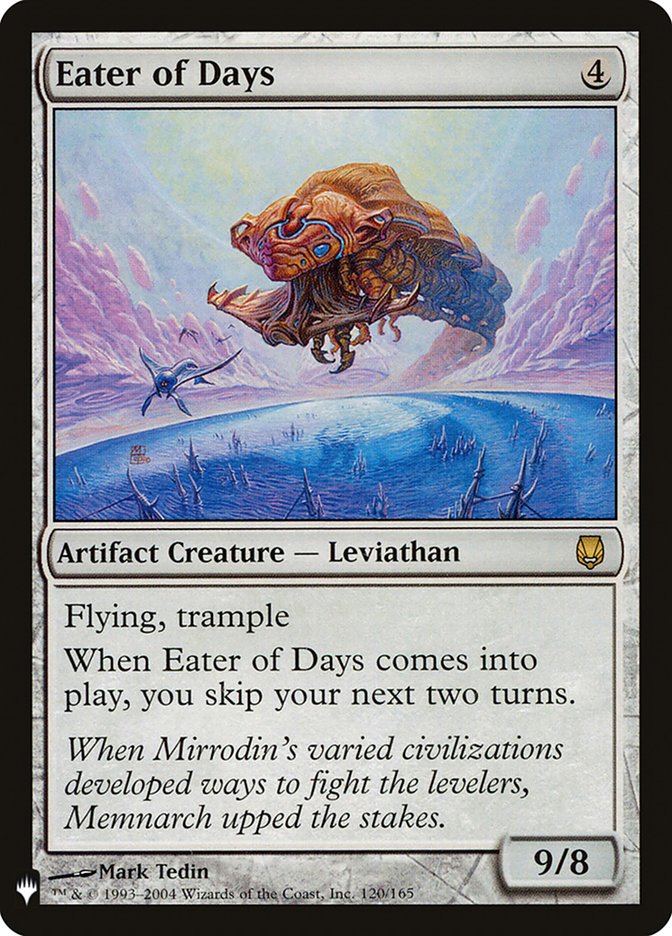 Eater of Days 4
Artifact Creature — Leviathan
Flying, trample
When Eater of Days comes into
play, you skip your next two turns.
When Mirrodin's varied civilizations
developed ways to fight the levelers,
Memnarch upped the stakes.
9/8
Mark Tedin
™ & © 1993–2004 Wizards of the Coast, Inc. 120/165